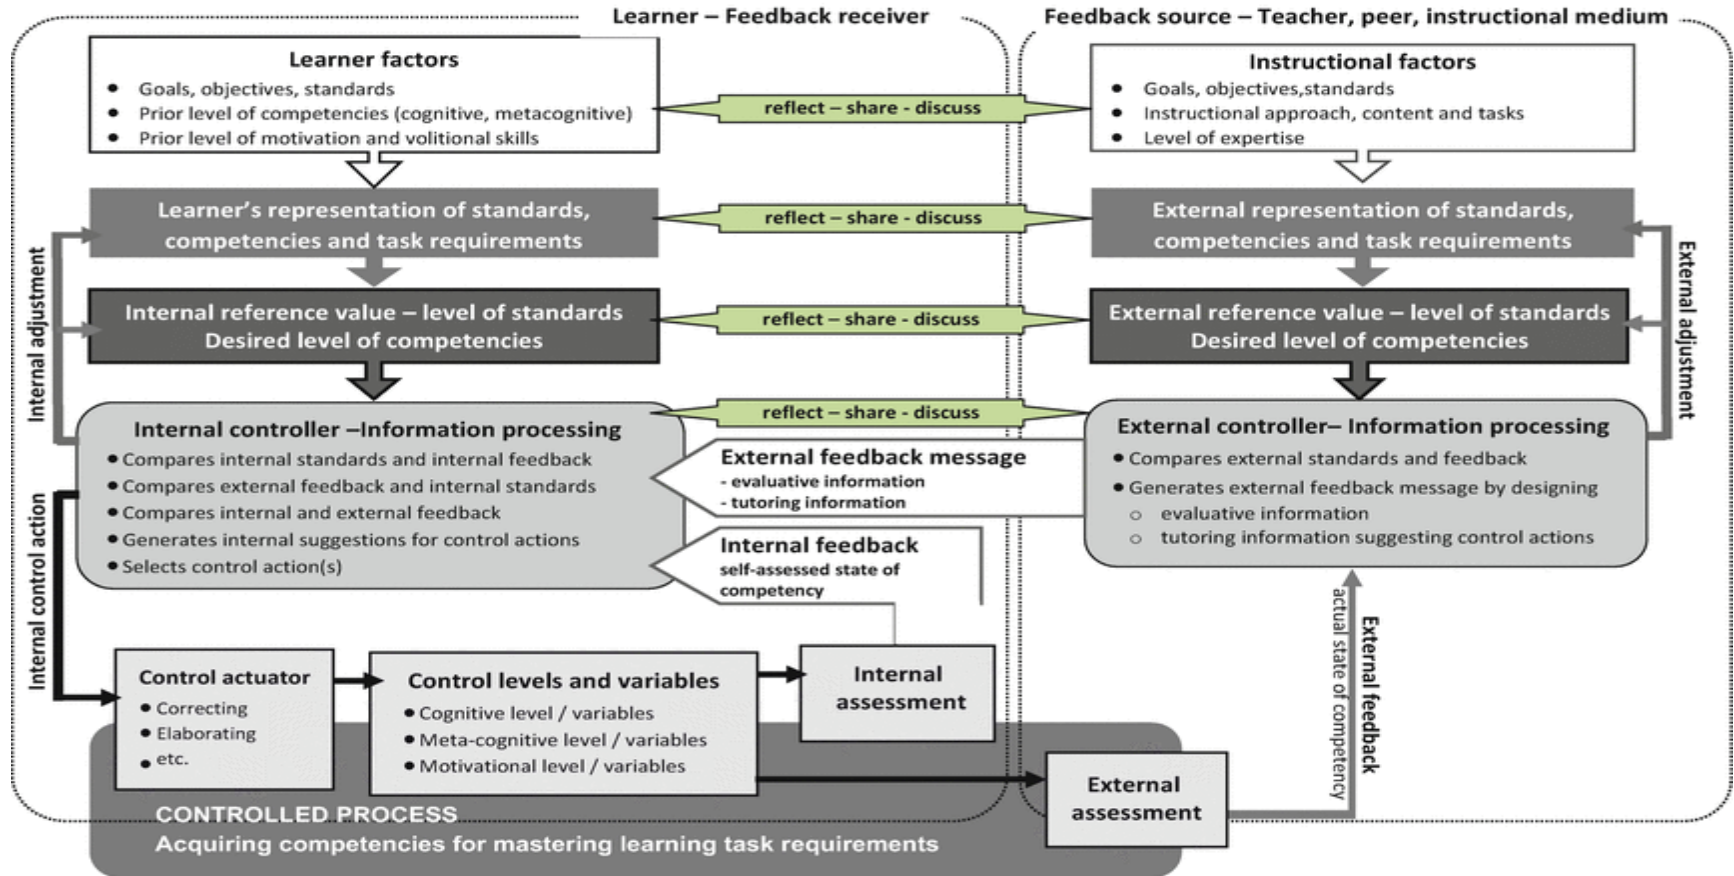 Learner – Feedback receiver
Feedback source – Teacher, peer, instructional medium
Learner factors
● Goals, objectives, standards
● Prior level of competencies (cognitive, metacognitive)
● Prior level of motivation and volitional skills
reflect – share - discuss
Instructional factors
● Goals, objectives,standards
● Instructional approach, content and tasks
● Level of expertise
Learner's representation of standards,
competencies and task requirements
reflect – share - discuss
External representation of standards,
competencies and task requirements
Internal adjustment
External adjustment
Internal reference value – level of standards
Desired level of competencies
reflect – share - discuss
External reference value – level of standards
Desired level of competencies
reflect – share - discuss
Internal controller –Information processing
● Compares internal standards and internal feedback
● Compares external feedback and internal standards
● Compares internal and external feedback
● Generates internal suggestions for control actions
● Selects control action(s)
External feedback message
- evaluative information
- tutoring information
Internal feedback
self-assessed state of
competency
External controller– Information processing
● Compares external standards and feedback
● Generates external feedback message by designing
○ evaluative information
○ tutoring information suggesting control actions
Internal control action
Control actuator
● Correcting
● Elaborating
● etc.
Control levels and variables
● Cognitive level / variables
● Meta-cognitive level / variables
● Motivational level / variables
Internal
assessment
External
assessment
External feedback
actual state of competency
CONTROLLED PROCESS
Acquiring competencies for mastering learning task requirements